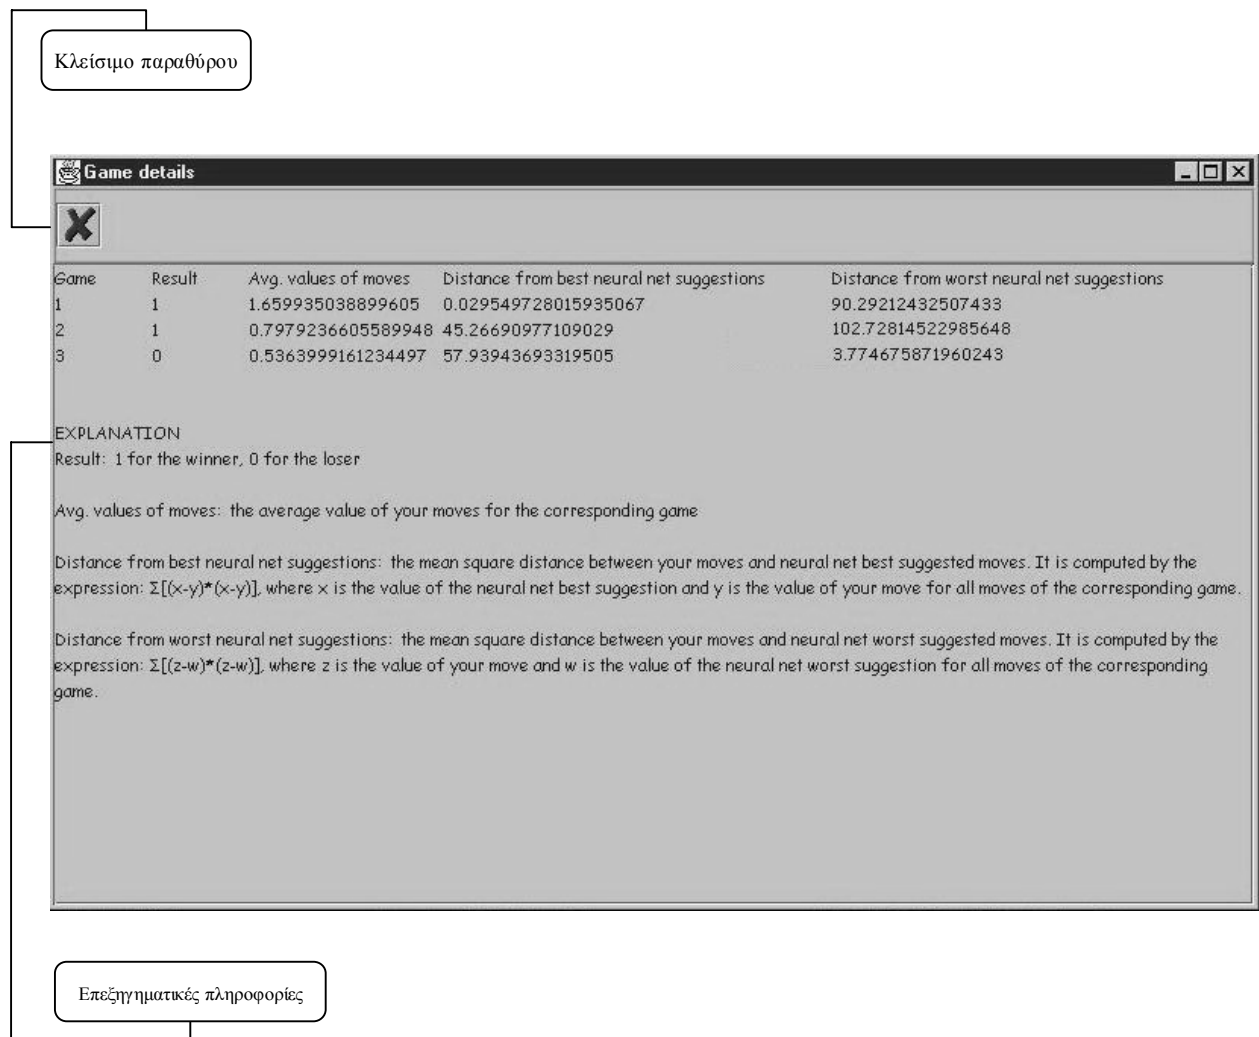 Κλείσιμο παραθύρου
Game details
Game Result Avg. values of moves Distance from best neural net suggestions Distance from worst neural net suggestions
1 1 1.659935038899605 0.029549728015935067 90.29212432507433
2 1 0.7979236605589948 45.26690977109029 102.72814522985648
3 0 0.5363999161234497 57.93943693319505 3.774675871960243
EXPLANATION
Result: 1 for the winner, 0 for the loser
Avg. values of moves: the average value of your moves for the corresponding game
Distance from best neural net suggestions: the mean square distance between your moves and neural net best suggested moves. It is computed by the
expression: Σ[(x-y)*(x-y)], where x is the value of the neural net best suggestion and y is the value of your move for all moves of the corresponding game.
Distance from worst neural net suggestions: the mean square distance between your moves and neural net worst suggested moves. It is computed by the
expression: Σ[(z-w)*(z-w)], where z is the value of your move and w is the value of the neural net worst suggestion for all moves of the corresponding
game.
Επεξηγηματικές πληροφορίες